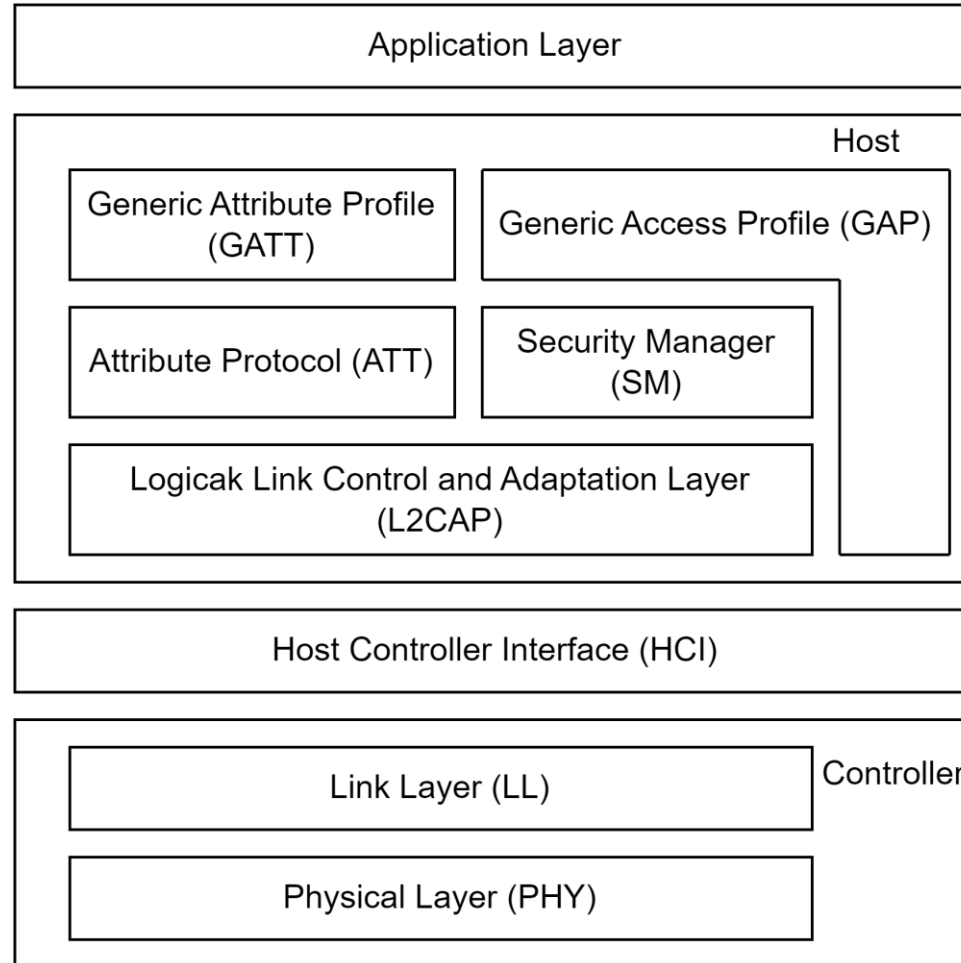 Application Layer
Host
Generic Attribute Profile
(GATT)
Generic Access Profile (GAP)
Attribute Protocol (ATT)
Security Manager
(SM)
Logicak Link Control and Adaptation Layer
(L2CAP)
Host Controller Interface (HCI)
Link Layer (LL)
Controller
Physical Layer (PHY)